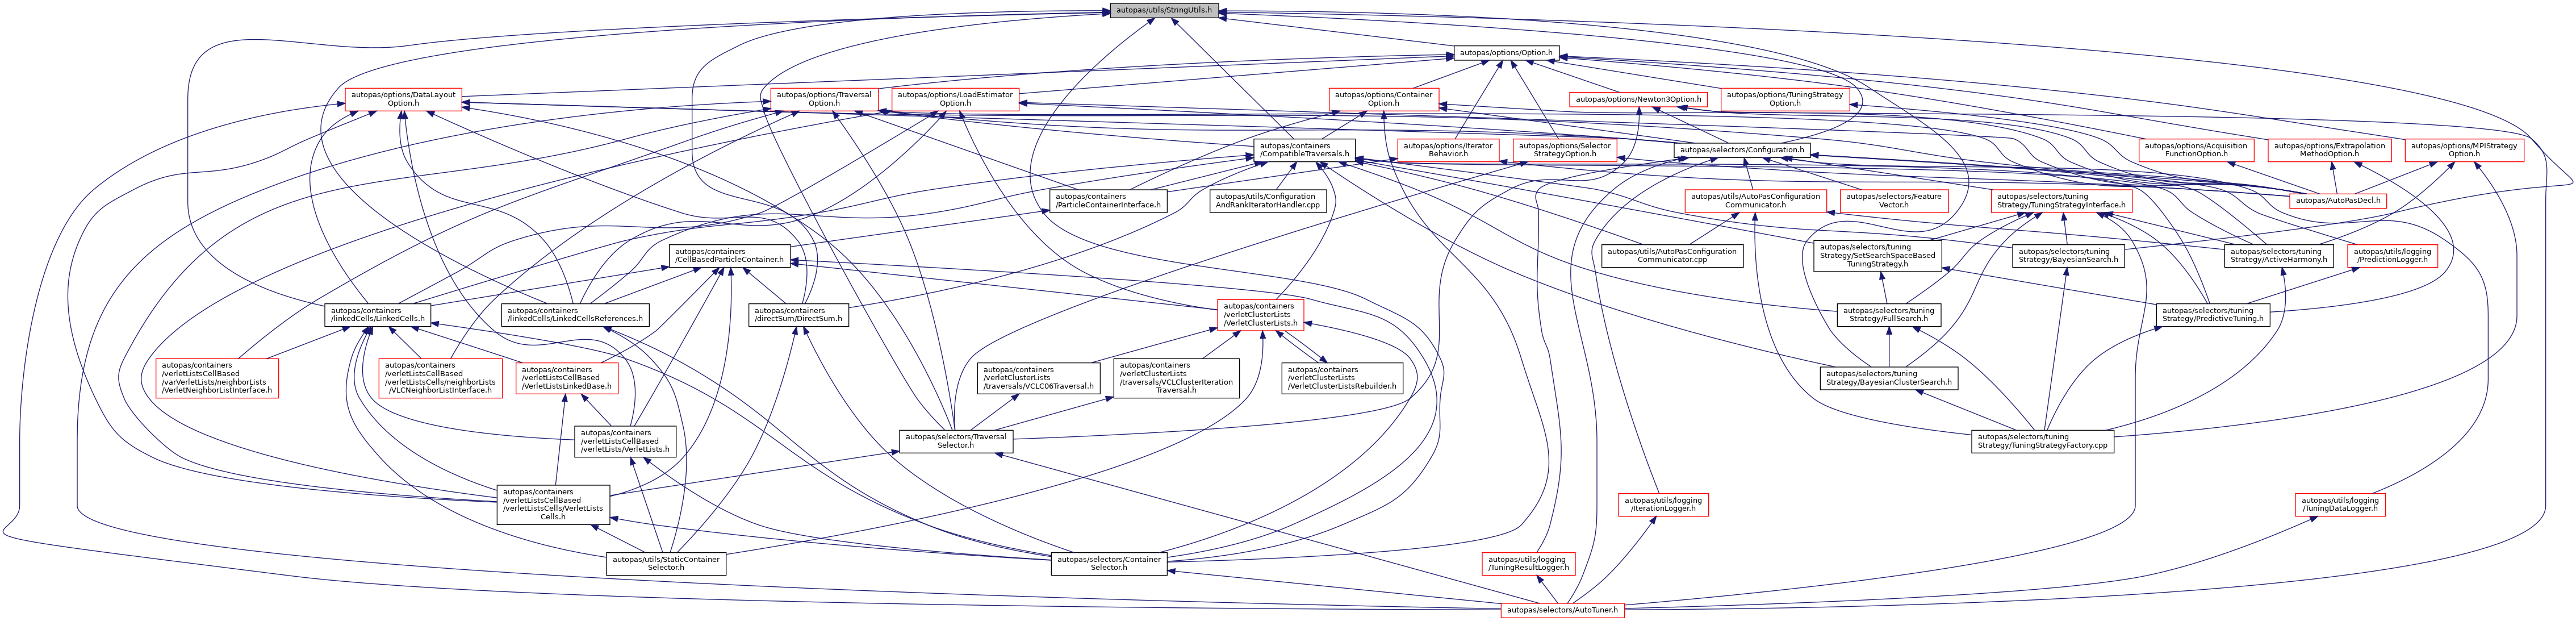 autopas/utils/StringUtils.h
autopas/options/Option.h
autopas/options/DataLayout
Option.h
autopas/options/Traversal
Option.h
autopas/options/LoadEstimator
Option.h
autopas/options/Container
Option.h
autopas/options/Newton3Option.h
autopas/options/TuningStrategy
Option.h
autopas/containers
/CompatibleTraversals.h
autopas/options/Iterator
Behavior.h
autopas/options/Selector
StrategyOption.h
autopas/selectors/Configuration.h
autopas/options/Acquisition
FunctionOption.h
autopas/options/Extrapolation
MethodOption.h
autopas/options/MPIStrategy
Option.h
autopas/containers
/ParticleContainerInterface.h
autopas/utils/Configuration
AndRankIteratorHandler.cpp
autopas/utils/AutoPasConfiguration
Communicator.h
autopas/selectors/Feature
Vector.h
autopas/selectors/tuning
Strategy/TuningStrategyInterface.h
autopas/AutoPasDecl.h
autopas/containers
/CellBasedParticleContainer.h
autopas/utils/AutoPasConfiguration
Communicator.cpp
autopas/selectors/tuning
Strategy/SetSearchSpaceBased
TuningStrategy.h
autopas/selectors/tuning
Strategy/BayesianSearch.h
autopas/selectors/tuning
Strategy/ActiveHarmony.h
autopas/utils/logging
/PredictionLogger.h
autopas/containers
/linkedCells/LinkedCells.h
autopas/containers
/linkedCells/LinkedCellsReferences.h
autopas/containers
/directSum/DirectSum.h
autopas/containers
/verletClusterLists
/VerletClusterLists.h
autopas/selectors/tuning
Strategy/FullSearch.h
autopas/selectors/tuning
Strategy/PredictiveTuning.h
autopas/containers
/verletListsCellBased
/varVerletLists/neighborLists
/VerletNeighborListInterface.h
autopas/containers
/verletListsCellBased
/verletListsCells/neighborLists
/VLCNeighborListInterface.h
autopas/containers
/verletListsCellBased
/VerletListsLinkedBase.h
autopas/containers
/verletClusterLists
/traversals/VCLC06Traversal.h
autopas/containers
/verletClusterLists
/traversals/VCLClusterIteration
Traversal.h
autopas/containers
/verletClusterLists
/VerletClusterListsRebuilder.h
autopas/selectors/tuning
Strategy/BayesianClusterSearch.h
autopas/containers
/verletListsCellBased
/verletLists/VerletLists.h
autopas/selectors/Traversal
Selector.h
autopas/selectors/tuning
Strategy/TuningStrategyFactory.cpp
autopas/containers
/verletListsCellBased
/verletListsCells/VerletLists
Cells.h
autopas/utils/logging
/IterationLogger.h
autopas/utils/logging
/TuningDataLogger.h
autopas/utils/StaticContainer
Selector.h
autopas/selectors/Container
Selector.h
autopas/utils/logging
/TuningResultLogger.h
autopas/selectors/AutoTuner.h